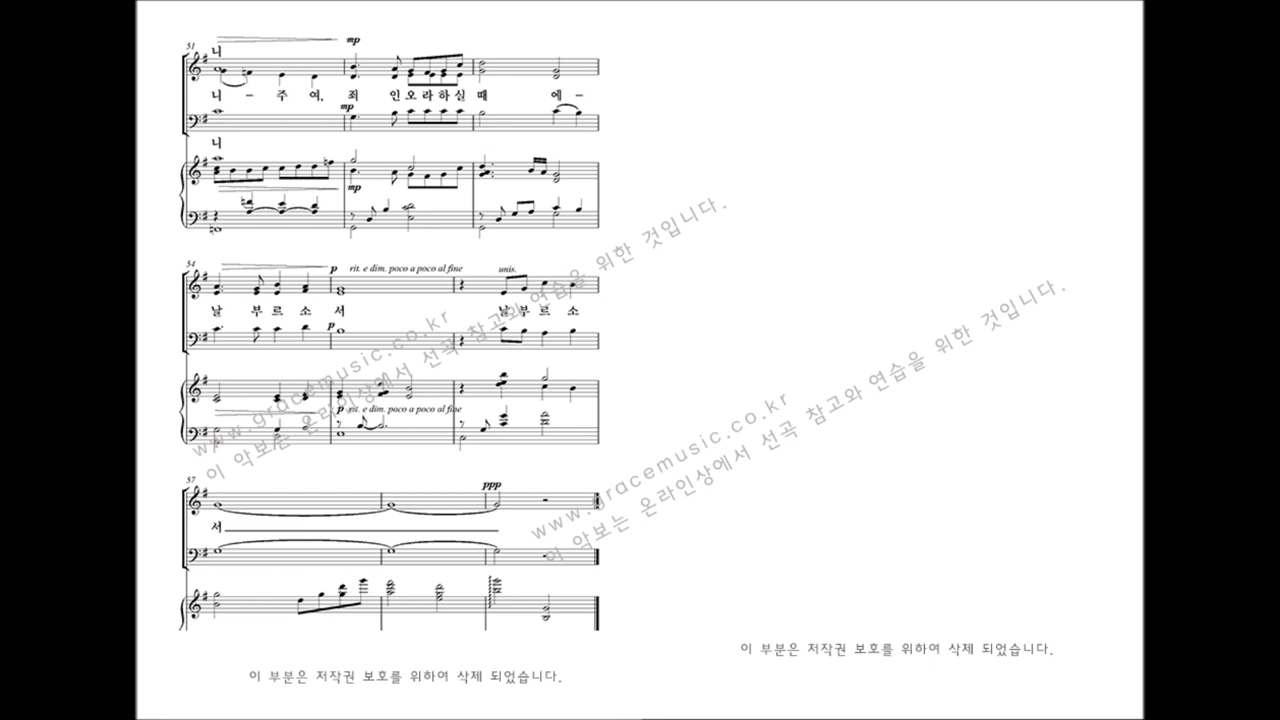 51
mp
니
니 - 주 여, 죄 인 오 라 하 실 때 에 -
mp
니
mp
54
p rit. e dim. poco a poco al fine unis.
날 부 르 소 서 날 부 르 소
p
p rit. e dim. poco a poco al fine
57
ppp
서
www.gracemusic.co.kr
이 악보는 온라인상에서 선곡 참고와 연습을 위한 것입니다.
www.gracemusic.co.kr
이 악보는 온라인상에서 선곡 참고와 연습을 위한 것입니다.
이 부분은 저작권 보호를 위하여 삭제 되었습니다.
이 부분은 저작권 보호를 위하여 삭제 되었습니다.